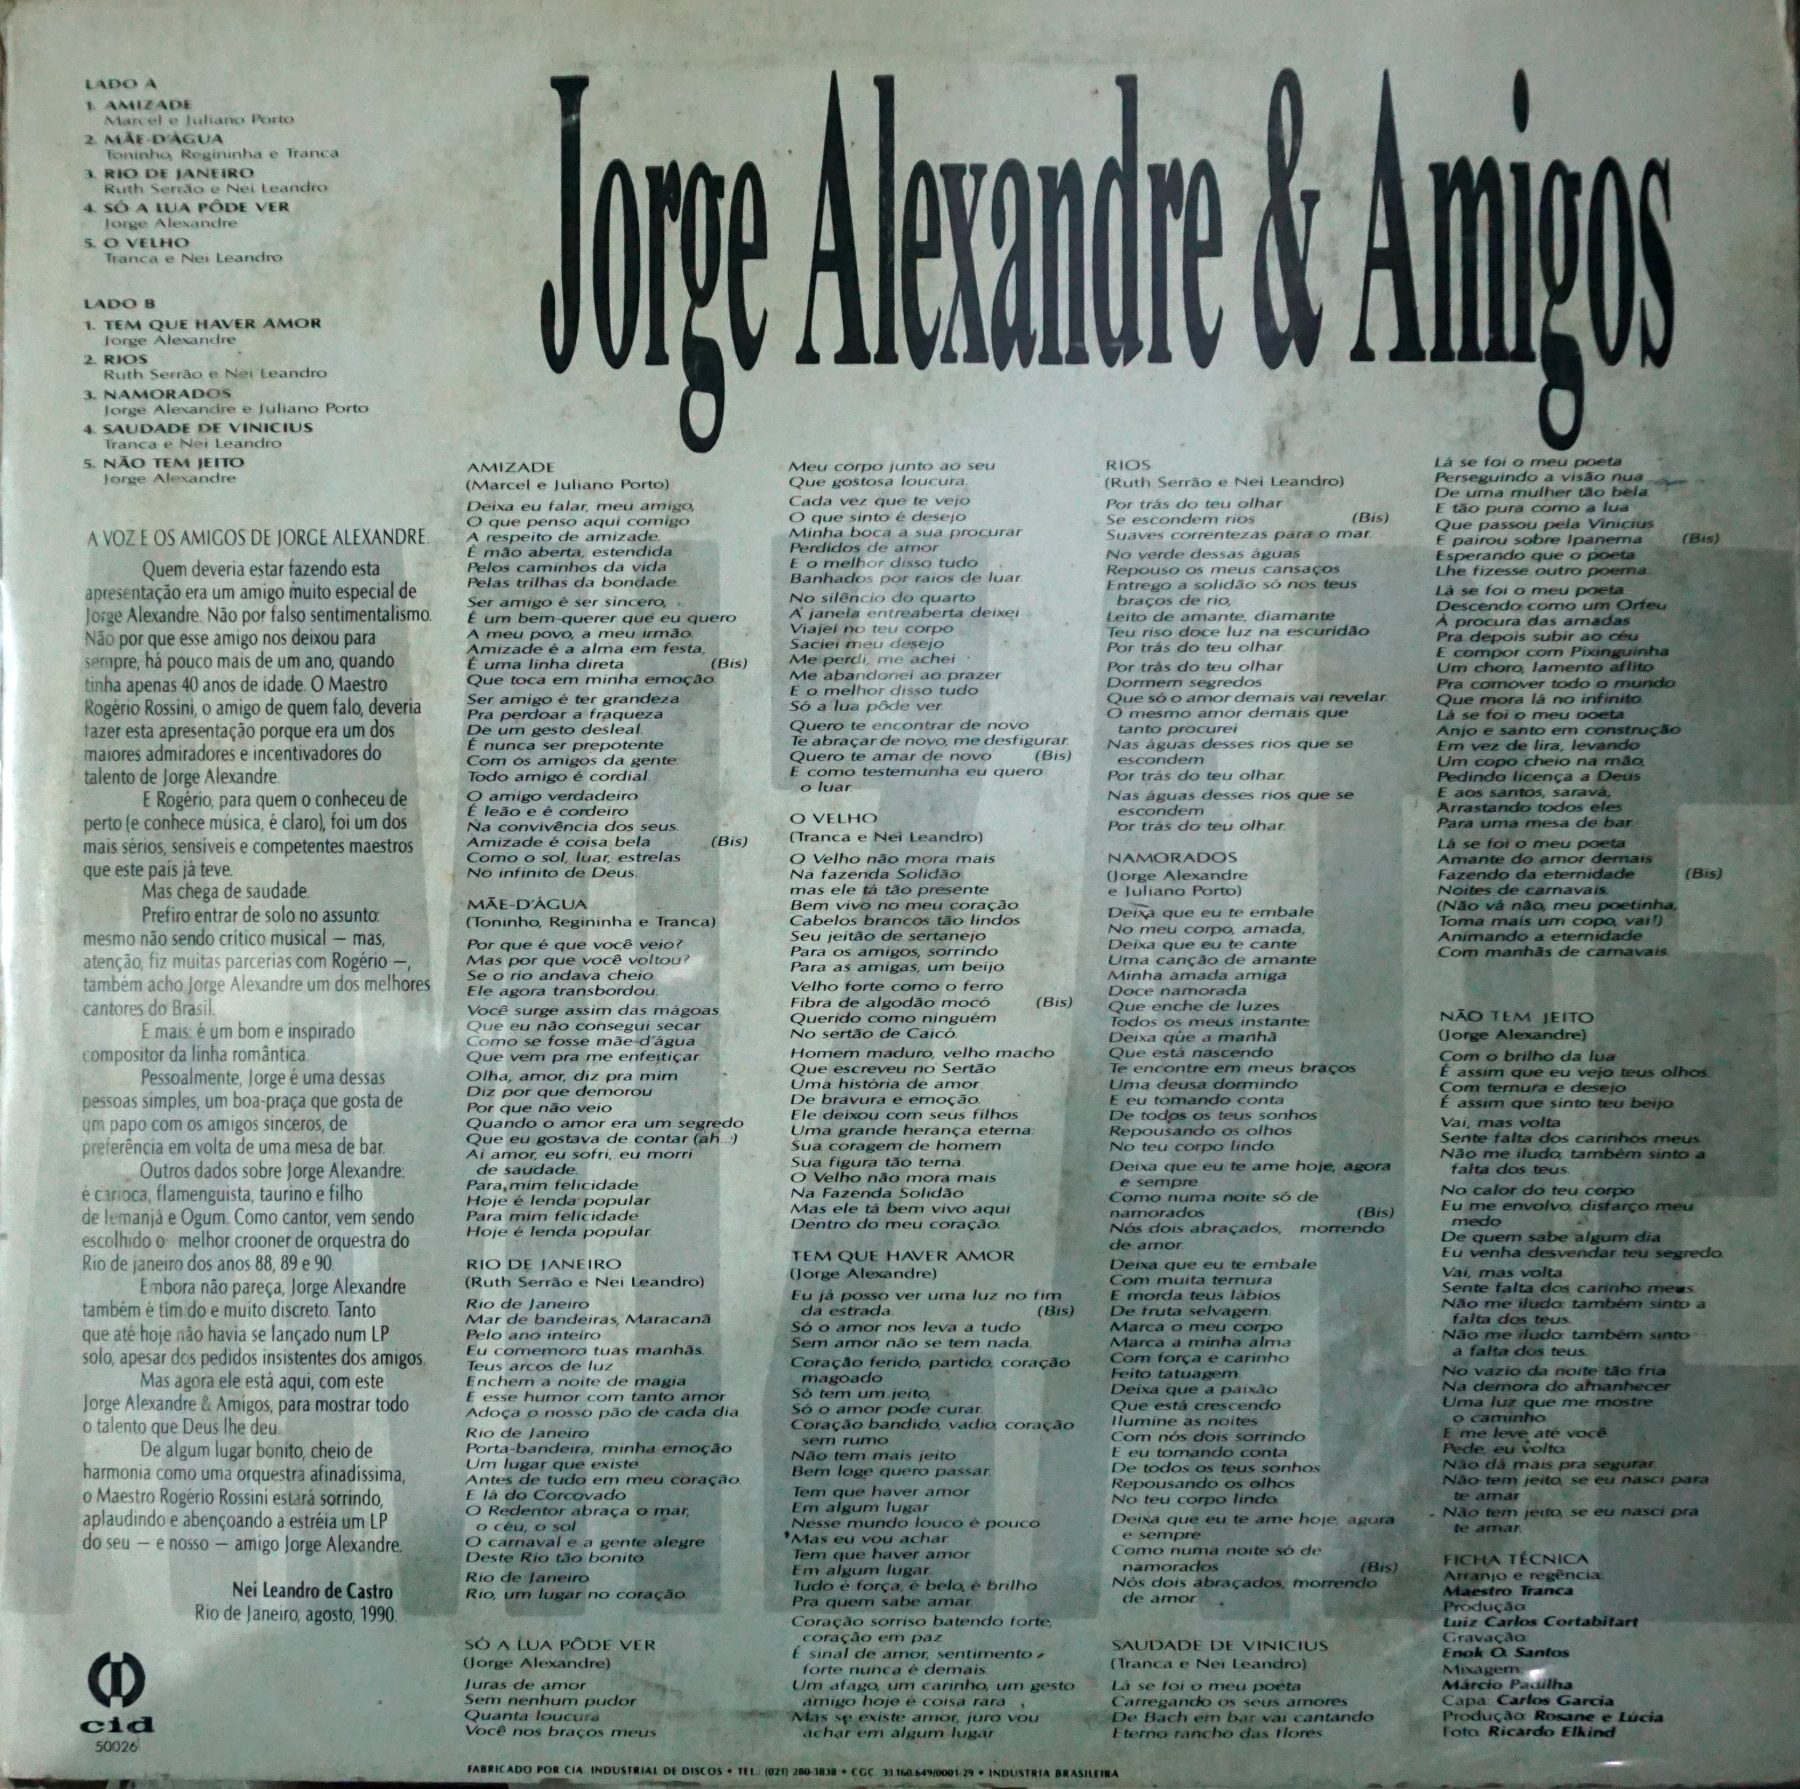 Jorge Alexandre & Amigos
LADO A
1. AMIZADE
Marcel e Juliano Porto
2. MÃE-D'ÁGUA
Toninho, Regininha e Tranca
3. RIO DE JANEIRO
Ruth Serrão e Nei Leandro
4. SÓ A LUA PÔDE VER
Jorge Alexandre
5. O VELHO
Tranca e Nei Leandro
LADO B
1. TEM QUE HAVER AMOR
Jorge Alexandre
2. RIOS
Ruth Serrão e Nei Leandro
3. NAMORADOS
Jorge Alexandre e Juliano Porto
4. SAUDADE DE VINICIUS
Tranca e Nei Leandro
5. NÃO TEM JEITO
Jorge Alexandre
A VOZ E OS AMIGOS DE JORGE ALEXANDRE.
Quem deveria estar fazendo esta
apresentação era um amigo muito especial de
Jorge Alexandre. Não por falso sentimentalismo.
Não por que esse amigo nos deixou para
sempre, há pouco mais de um ano, quando
tinha apenas 40 anos de idade. O Maestro
Rogério Rossini, o amigo de quem falo, deveria
fazer esta apresentação porque era um dos
maiores admiradores e incentivadores do
talento de Jorge Alexandre.
E Rogério, para quem o conheceu de
perto (e conhece música, é claro), foi um dos
mais sérios, sensíveis e competentes maestros
que este país já teve.
Mas chega de saudade.
Prefiro entrar de solo no assunto:
mesmo não sendo crítico musical — mas,
atenção, fiz muitas parcerias com Rogério —,
também acho Jorge Alexandre um dos melhores
cantores do Brasil.
E mais: é um bom e inspirado
compositor da linha romântica.
Pessoalmente, Jorge é uma dessas
pessoas simples, um boa-praça que gosta de
um papo com os amigos sinceros, de
preferência em volta de uma mesa de bar.
Outros dados sobre Jorge Alexandre:
é carioca, flamenguista, taurino e filho
de Iemanjá e Ogum. Como cantor, vem sendo
escolhido o melhor crooner de orquestra do
Rio de janeiro dos anos 88, 89 e 90.
Embora não pareça, Jorge Alexandre
também é tím do e muito discreto. Tanto
que até hoje não havia se lançado num LP
solo, apesar dos pedidos insistentes dos amigos.
Mas agora ele está aqui, com este
Jorge Alexandre & Amigos, para mostrar todo
o talento que Deus lhe deu.
De algum lugar bonito, cheio de
harmonia como uma orquestra afinadíssima,
o Maestro Rogério Rossini estará sorrindo,
aplaudindo e abençoando a estréia um LP
do seu — e nosso — amigo Jorge Alexandre.
Nei Leandro de Castro
Rio de Janeiro, agosto, 1990.
cid
50026
AMIZADE
(Marcel e Juliano Porto)
Deixa eu falar, meu amigo,
O que penso aqui comigo
A respeito de amizade.
É mão aberta, estendida
Pelos caminhos da vida
Pelas trilhas da bondade.
Ser amigo é ser sincero,
É um bem-querer que eu quero
A meu povo, a meu irmão.
Amizade é a alma em festa,
É uma linha direta (Bis)
Que toca em minha emoção.
Ser amigo é ter grandeza
Pra perdoar a fraqueza
De um gesto desleal.
É nunca ser prepotente
Com os amigos da gente:
Todo amigo é cordial.
O amigo verdadeiro
É leão e é cordeiro
Na convivência dos seus.
Amizade é coisa bela (Bis)
Como o sol, luar, estrelas
No infinito de Deus.
MÃE-D'ÁGUA
(Toninho, Regininha e Tranca)
Por que é que você veio?
Mas por que você voltou?
Se o rio andava cheio
Ele agora transbordou.
Você surge assim das mágoas
Que eu não consegui secar
Como se fosse mãe-d'água
Que vem pra me enfeitiçar.
Olha, amor, diz pra mim
Diz por que demorou
Por que não veio
Quando o amor era um segredo
Que eu gostava de contar (ah...)
Ai amor, eu sofri, eu morri
de saudade.
Para mim felicidade
Hoje é lenda popular
Para mim felicidade
Hoje é lenda popular.
RIO DE JANEIRO
(Ruth Serrão e Nei Leandro)
Rio de Janeiro
Mar de bandeiras, Maracanã
Pelo ano inteiro
Eu comemoro tuas manhãs.
Teus arcos de luz
Enchem a noite de magia
E esse humor com tanto amor
Adoça o nosso pão de cada dia.
Rio de Janeiro
Porta-bandeira, minha emoção
Um lugar que existe
Antes de tudo em meu coração.
E lá do Corcovado
O Redentor abraça o mar,
o céu, o sol
O carnaval e a gente alegre
Deste Rio tão bonito.
Rio de Janeiro
Rio, um lugar no coração.
SÓ A LUA PÔDE VER
(Jorge Alexandre)
Juras de amor
Sem nenhum pudor
Quanta loucura
Você nos braços meus
Meu corpo junto ao seu
Que gostosa loucura.
Cada vez que te vejo
O que sinto é desejo
Minha boca a sua procurar
Perdidos de amor
E o melhor disso tudo
Banhados por raios de luar.
No silêncio do quarto
A janela entreaberta deixei
Viajei no teu corpo
Saciei meu desejo
Me perdi, me achei
Me abandonei ao prazer
E o melhor disso tudo
Só a lua pôde ver.
Quero te encontrar de novo
Te abraçar de novo, me desfigurar.
Quero te amar de novo (Bis)
E como testemunha eu quero
o luar.
O VELHO
(Tranca e Nei Leandro)
O Velho não mora mais
Na fazenda Solidão
mas ele tá tão presente
Bem vivo no meu coração.
Cabelos brancos tão lindos
Seu jeitão de sertanejo
Para os amigos, sorrindo
Para as amigas, um beijo.
Velho forte como o ferro
Fibra de algodão mocó (Bis)
Querido como ninguém
No sertão de Caicó.
Homem maduro, velho macho
Que escreveu no Sertão
Uma história de amor
De bravura e emoção.
Ele deixou com seus filhos
Uma grande herança eterna:
Sua coragem de homem
Sua figura tão terna.
O Velho não mora mais
Na Fazenda Solidão
Mas ele tá bem vivo aqui
Dentro do meu coração.
TEM QUE HAVER AMOR
(Jorge Alexandre)
Eu já posso ver uma luz no fim
da estrada. (Bis)
Só o amor nos leva a tudo
Sem amor não se tem nada.
Coração ferido, partido, coração
magoado
Só tem um jeito,
Só o amor pode curar.
Coração bandido, vadio, coração
sem rumo
Não tem mais jeito
Bem loge quero passar.
Tem que haver amor
Em algum lugar
Nesse mundo louco é pouco
Mas eu vou achar.
Tem que haver amor
Em algum lugar
Tudo é força, é belo, é brilho
Pra quem sabe amar.
Coração sorriso batendo forte,
coração em paz
É sinal de amor, sentimento
forte nunca é demais.
Um afago, um carinho, um gesto
amigo hoje é coisa rara
Mas se existe amor, juro vou
achar em algum lugar
RIOS
(Ruth Serrão e Nei Leandro)
Por trás do teu olhar
Se escondem rios (Bis)
Suaves correntezas para o mar.
No verde dessas águas
Repouso os meus cansaços
Entrego a solidão só nos teus
braços de rio,
Leito de amante, diamante
Teu riso doce luz na escuridão
Por trás do teu olhar.
Por trás do teu olhar
Dormem segredos
Que só o amor demais vai revelar.
O mesmo amor demais que
tanto procurei
Nas águas desses rios que se
escondem
Por trás do teu olhar.
Nas águas desses rios que se
escondem
Por trás do teu olhar.
NAMORADOS
(Jorge Alexandre
e Juliano Porto)
Deixa que eu te embale
No meu corpo, amada,
Deixa que eu te cante
Uma canção de amante
Minha amada amiga
Doce namorada
Que enche de luzes
Todos os meus instante:
Deixa que a manhã
Que está nascendo
Te encontre em meus braços
Uma deusa dormindo
E eu tomando conta
De todos os teus sonhos
Repousando os olhos
No teu corpo lindo.
Deixa que eu te ame hoje, agora
e sempre
Como numa noite só de
namorados (Bis)
Nós dois abraçados, morrendo
de amor.
Deixa que eu te embale
Com muita ternura
E morda teus lábios
De fruta selvagem
Marca o meu corpo
Marca a minha alma
Com força e carinho
Feito tatuagem.
Deixa que a paixão
Que está crescendo
Ilumine as noites
Com nós dois sorrindo
E eu tomando conta
De todos os teus sonhos
Repousando os olhos
No teu corpo lindo.
Deixa que eu te ame hoje, agora
e sempre
Como numa noite só de
namorados (Bis)
Nós dois abraçados, morrendo
de amor.
SAUDADE DE VINICIUS
(Tranca e Nei Leandro)
Lá se foi o meu poeta
Carregando os seus amores
De Bach em bar vai cantando
Eterno rancho das flores
Lá se foi o meu poeta
Perseguindo a visão nua
De uma mulher tão bela
E tão pura como a lua
Que passou pela Vinicius
E pairou sobre Ipanema (Bis)
Esperando que o poeta
Lhe fizesse outro poema.
Lá se foi o meu poeta
Descendo como um Orfeu
À procura das amadas
Pra depois subir ao céu
E compor com Pixinguinha
Um choro, lamento aflito
Pra comover todo o mundo
Que mora lá no infinito.
Lá se foi o meu poeta
Anjo e santo em construção
Em vez de lira, levando
Um copo cheio na mão,
Pedindo licença a Deus
E aos santos, saravá,
Arrastando todos eles
Para uma mesa de bar.
Lá se foi o meu poeta
Amante do amor demais
Fazendo da eternidade (Bis)
Noites de carnavais.
(Não vá não, meu poetinha,
Toma mais um copo, vai!)
Animando a eternidade
Com manhãs de carnavais.
NÃO TEM JEITO
(Jorge Alexandre)
Com o brilho da lua
É assim que eu vejo teus olhos.
Com ternura e desejo
É assim que sinto teu beijo.
Vai, mas volta
Sente falta dos carinhos meus
Não me iludo, também sinto a
falta dos teus.
No calor do teu corpo
Eu me envolvo, disfarço meu
medo
De quem sabe algum dia
Eu venha desvendar teu segredo.
Vai, mas volta
Sente falta dos carinho meus
Não me iludo: também sinto a
falta dos teus.
Não me iludo: também sinto
a falta dos teus.
No vazio da noite tão fria
Na demora do amanhecer
Uma luz que me mostre
o caminho
E me leve até você
Pede, eu volto
Não dá mais pra segurar.
Não tem jeito, se eu nasci para
te amar
Não tem jeito, se eu nasci pra
te amar.
FICHA TÉCNICA
Arranjo e regência:
Maestro Tranca
Produção:
Luiz Carlos Cortabitart
Gravação:
Enok O. Santos
Mixagem:
Márcio Padilha
Capa: Carlos Garcia
Produção: Rosane e Lúcia
Foto: Ricardo Elkind
FABRICADO POR CIA. INDUSTRIAL DE DISCOS • TEL.: (021) 280-3838 • CGC. 33.160.649/0001-29 • INDUSTRIA BRASILEIRA